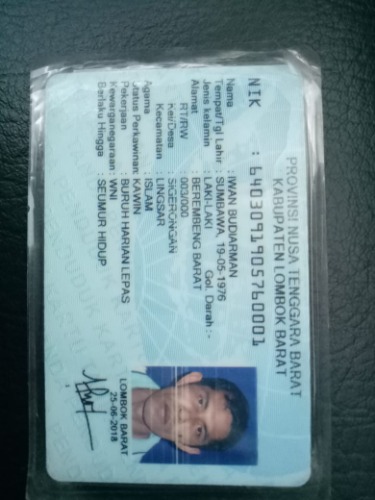 PROVINSI NUSA TENGGARA BARAT
KABUPATEN LOMBOK BARAT
NIK : 6403091905760001
Nama : IWAN BUDIARMAN
Tempat/Tgl Lahir : SUMBAWA, 19-05-1976
Jenis kelamin : LAKI-LAKI Gol. Darah : -
Alamat : BEREMBENG BARAT
RT/RW : 003/000
Kel/Desa : SIGERONGAN
Kecamatan : LINGSAR
Agama : ISLAM
Status Perkawinan: KAWIN
Pekerjaan : BURUH HARIAN LEPAS
Kewarganegaraan: WNI
Berlaku Hingga : SEUMUR HIDUP
LOMBOK BARAT
25-06-2018